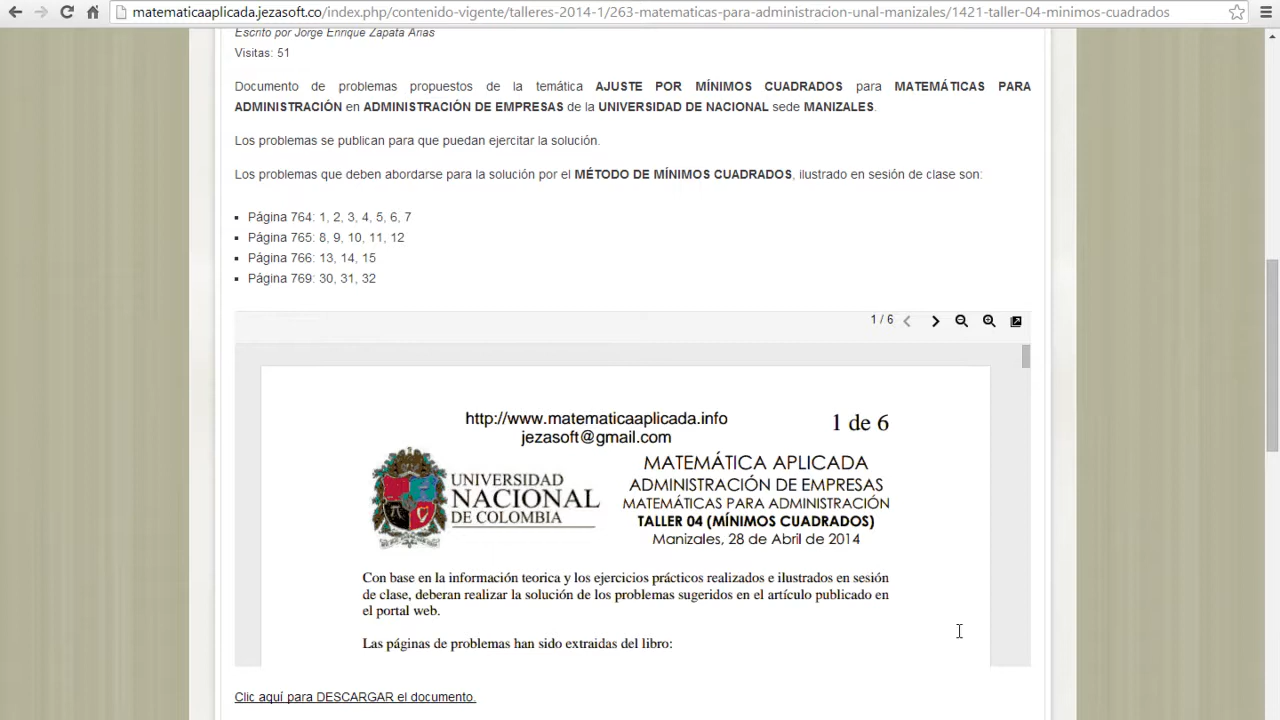 matematicaaplicada.jezasoft.co/index.php/contenido-vigente/talleres-2014-1/263-matematicas-para-administracion-unal-manizales/1421-taller-04-minimos-cuadrados
Escrito por Jorge Enrique Zapata Arias
Visitas: 51
Documento de problemas propuestos de la temática AJUSTE POR MÍNIMOS CUADRADOS para MATEMÁTICAS PARA
ADMINISTRACIÓN en ADMINISTRACIÓN DE EMPRESAS de la UNIVERSIDAD DE NACIONAL sede MANIZALES.
Los problemas se publican para que puedan ejercitar la solución.
Los problemas que deben abordarse para la solución por el MÉTODO DE MÍNIMOS CUADRADOS, ilustrado en sesión de clase son:
Página 764: 1, 2, 3, 4, 5, 6, 7
Página 765: 8, 9, 10, 11, 12
Página 766: 13, 14, 15
Página 769: 30, 31, 32
1 / 6
http://www.matematicaaplicada.info
jezasoft@gmail.com
1 de 6
UNIVERSIDAD
NACIONAL
DE COLOMBIA
MATEMÁTICA APLICADA
ADMINISTRACIÓN DE EMPRESAS
MATEMÁTICAS PARA ADMINISTRACIÓN
TALLER 04 (MÍNIMOS CUADRADOS)
Manizales, 28 de Abril de 2014
Con base en la información teorica y los ejercicios prácticos realizados e ilustrados en sesión
de clase, deberan realizar la solución de los problemas sugeridos en el artículo publicado en
el portal web.
Las páginas de problemas han sido extraidas del libro:
Clic aquí para DESCARGAR el documento.